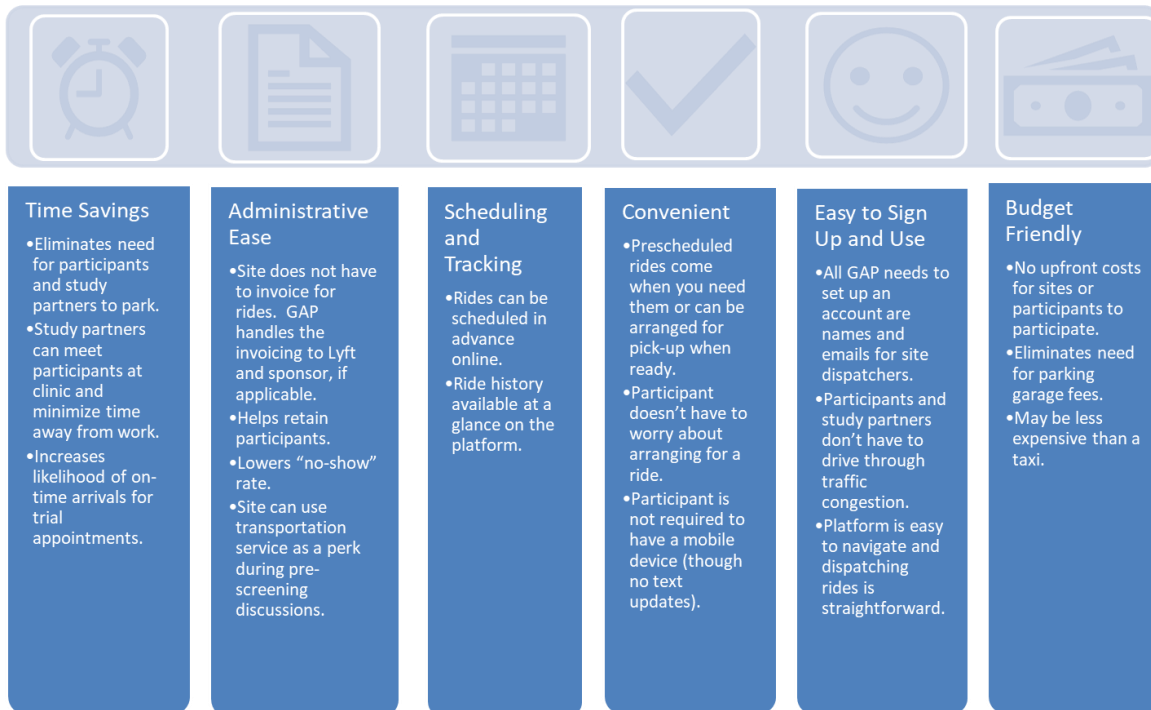 Time Savings
•Eliminates need
for participants
and study
partners to park.
•Study partners
can meet
participants at
clinic and
minimize time
away from work.
•Increases
likelihood of on-
time arrivals for
trial
appointments.
Administrative
Ease
•Site does not have
to invoice for
rides.  GAP
handles the
invoicing to Lyft
and sponsor, if
applicable.
•Helps retain
participants.
•Lowers “no-show”
rate.
•Site can use
transportation
service as a perk
during pre-
screening
discussions.
Scheduling
and
Tracking
•Rides can be
scheduled in
advance
online.
•Ride history
available at a
glance on the
platform.
Convenient
•Prescheduled
rides come
when you need
them or can be
arranged for
pick-up when
ready.
•Participant
doesn’t have to
worry about
arranging for a
ride.
•Participant is
not required to
have a mobile
device (though
no text
updates).
Easy to Sign
Up and Use
•All GAP needs to
set up an
account are
names and
emails for site
dispatchers.
•Participants and
study partners
don’t have to
drive through
traffic
congestion.
•Platform is easy
to navigate and
dispatching
rides is
straightforward.
Budget
Friendly
•No upfront costs
for sites or
participants to
participate.
•Eliminates need
for parking
garage fees.
•May be less
expensive than a
taxi.